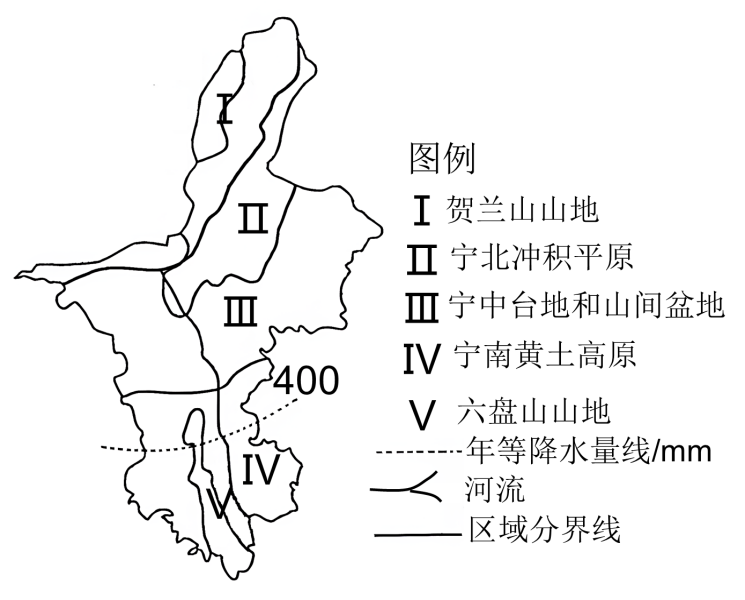 I
II
III
400
IV
V
图例
I 贺兰山山地
II 宁北冲积平原
III 宁中台地和山间盆地
IV 宁南黄土高原
V 六盘山山地
年等降水量线/mm
河流
区域分界线